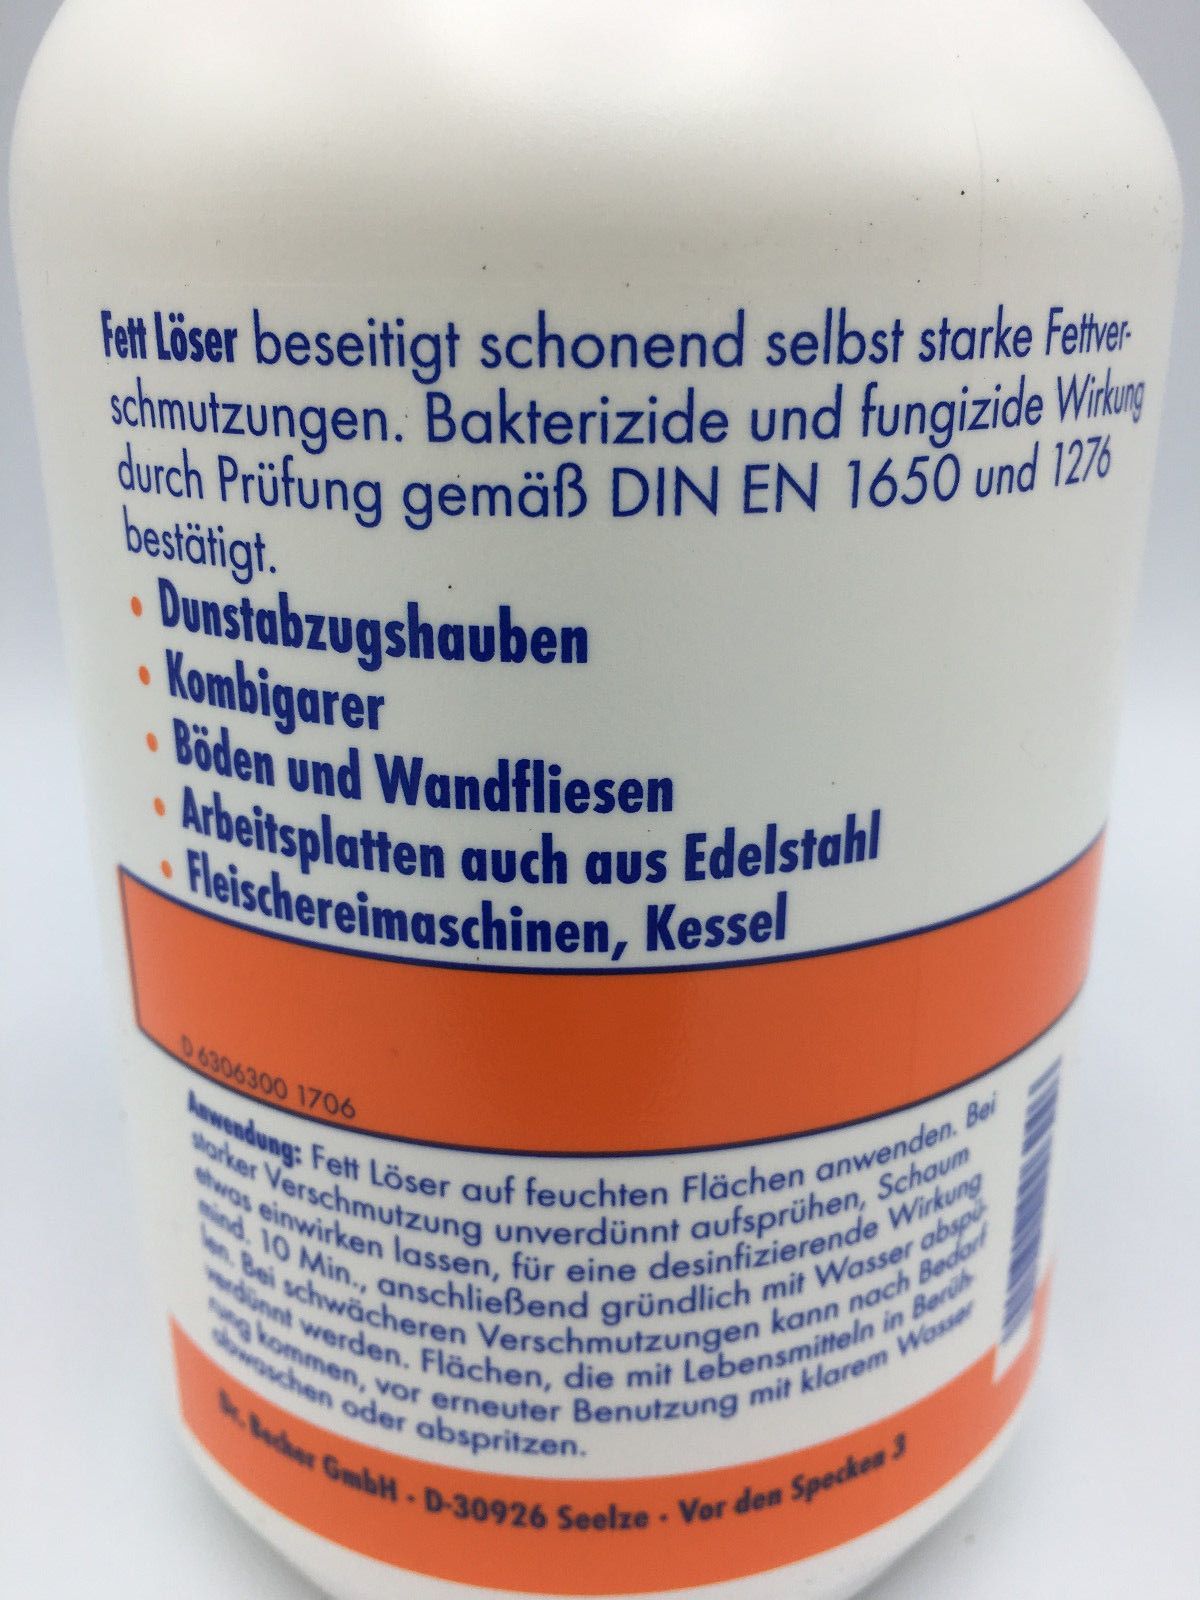 Fett Löser beseitigt schonend selbst starke Fettver-
schmutzungen. Bakterizide und fungizide Wirkung
durch Prüfung gemäß DIN EN 1650 und 1276
bestätigt.
• Dunstabzugshauben
• Kombigarer
• Böden und Wandfliesen
• Arbeitsplatten auch aus Edelstahl
• Fleischereimaschinen, Kessel
D 6306300 1706
Anwendung: Fett Löser auf feuchten Flächen anwenden. Bei
starker Verschmutzung unverdünnt aufsprühen, Schaum
etwas einwirken lassen, für eine desinfizierende Wirkung
mind. 10 Min., anschließend gründlich mit Wasser abspü-
len. Bei schwächeren Verschmutzungen kann nach Bedarf
verdünnt werden. Flächen, die mit Lebensmitteln in Berüh-
rung kommen, vor erneuter Benutzung mit klarem Wasser
abwaschen oder abspritzen.
Dr. Becher GmbH · D-30926 Seelze · Vor den Specken 3